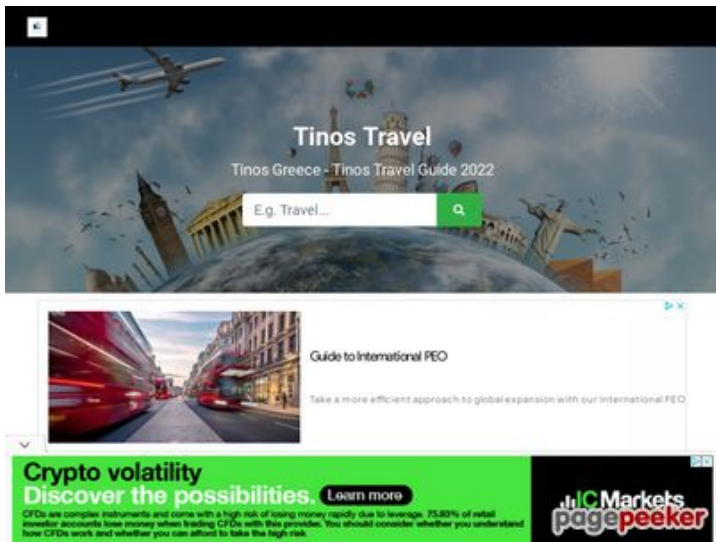 Tinos Travel
Tinos Greece - Tinos Travel Guide 2022
E.g. Travel...
Guide to International PEO
Take a more efficient approach to global expansion with our International PEO
Crypto volatility
Discover the possibilities. Learn more
CFDs are complex instruments and come with a high risk of losing money rapidly due to leverage. 75.93% of retail
investor accounts lose money when trading CFDs with this provider. You should consider whether you understand
how CFDs work and whether you can afford to take the high risk.
IC Markets
pagepeeker